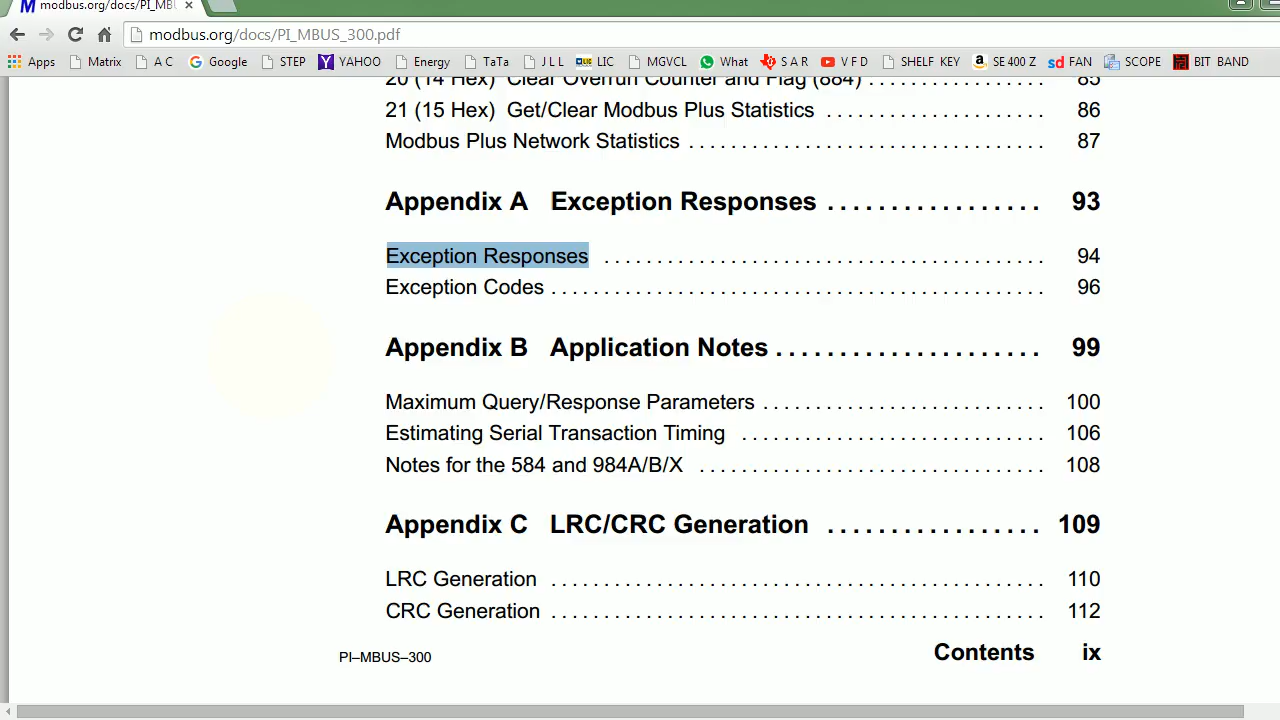 modbus.org/docs/PI_MBU ×
modbus.org/docs/PI_MBUS_300.pdf
Apps Matrix A C Google STEP YAHOO Energy TaTa J L L LIC MGVCL What S A R V F D SHELF KEY SE 400 Z FAN SCOPE BIT BAND
20 (14 Hex) Clear Overrun Counter and Flag (884) . . . . . . . . . . . . . . . . . 85
21 (15 Hex) Get/Clear Modbus Plus Statistics . . . . . . . . . . . . . . . . . . . . . 86
Modbus Plus Network Statistics . . . . . . . . . . . . . . . . . . . . . . . . . . . . . . . . . . 87
Appendix A Exception Responses . . . . . . . . . . . . . . . . 93
Exception Responses . . . . . . . . . . . . . . . . . . . . . . . . . . . . . . . . . . . . . . . . . . 94
Exception Codes . . . . . . . . . . . . . . . . . . . . . . . . . . . . . . . . . . . . . . . . . . . . . . . 96
Appendix B Application Notes . . . . . . . . . . . . . . . . . . . . 99
Maximum Query/Response Parameters . . . . . . . . . . . . . . . . . . . . . . . . . . . 100
Estimating Serial Transaction Timing . . . . . . . . . . . . . . . . . . . . . . . . . . . . . 106
Notes for the 584 and 984A/B/X . . . . . . . . . . . . . . . . . . . . . . . . . . . . . . . . . 108
Appendix C LRC/CRC Generation . . . . . . . . . . . . . . . . 109
LRC Generation . . . . . . . . . . . . . . . . . . . . . . . . . . . . . . . . . . . . . . . . . . . . . . . 110
CRC Generation . . . . . . . . . . . . . . . . . . . . . . . . . . . . . . . . . . . . . . . . . . . . . . . 112
PI–MBUS–300 Contents ix